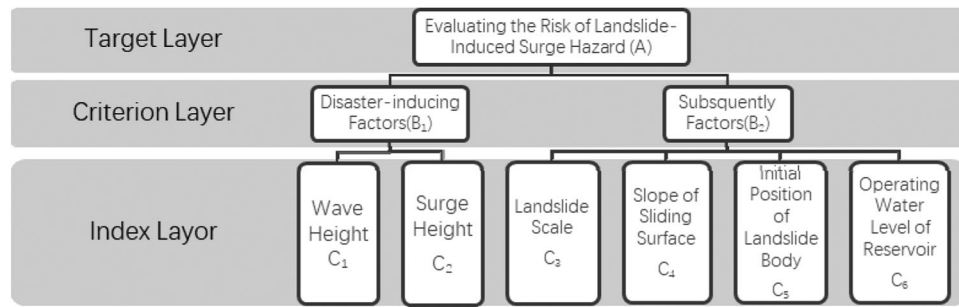 Target Layer
Evaluating the Risk of Landslide-
Induced Surge Hazard (A)
Criterion Layer
Disaster-inducing
Factors(B₁)
Subsquently
Factors(B₂)
Index Layor
Wave
Height
C₁
Surge
Height
C₂
Landslide
Scale
C₃
Slope of
Sliding
Surface
C₄
Initial
Position
of
Landslide
Body
C₅
Operating
Water
Level of
Reservoir
C₆